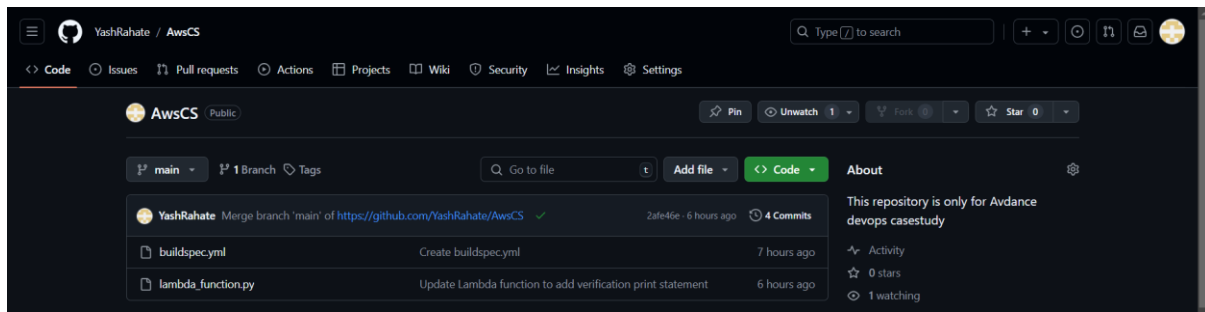 YashRahate / AwsCS
Type / to search
Code Issues Pull requests Actions Projects Wiki Security Insights Settings
AwsCS Public
Pin Unwatch 1 Fork 0 Star 0
main 1 Branch Tags
Go to file t Add file Code
About
YashRahate Merge branch 'main' of https://github.com/YashRahate/AwsCS 2afe46e · 6 hours ago 4 Commits
This repository is only for Avdance
devops casestudy
buildspec.yml Create buildspec.yml 7 hours ago
Activity
lambda_function.py Update Lambda function to add verification print statement 6 hours ago
0 stars
1 watching